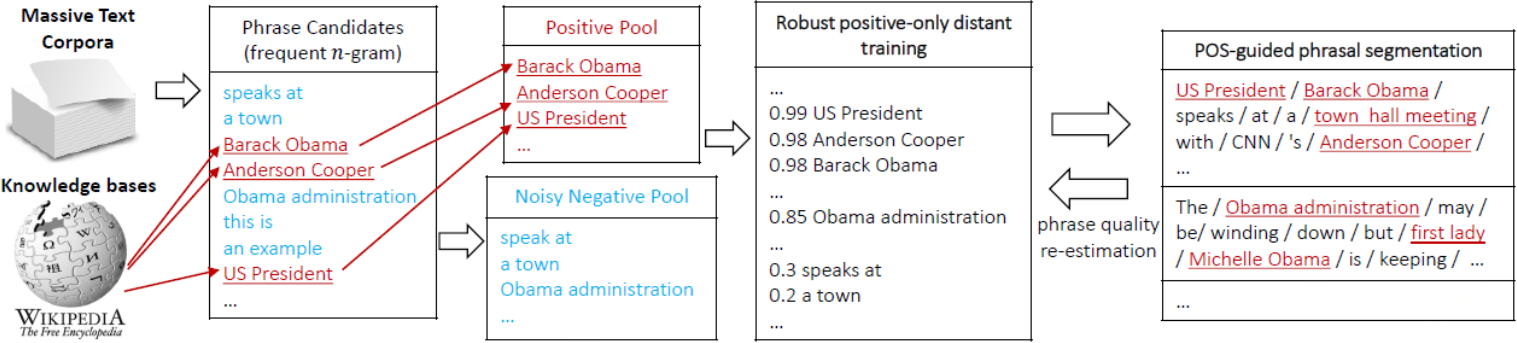 Massive Text
Corpora
Knowledge bases
WIKIPEDIA
The Free Encyclopedia
Phrase Candidates
(frequent n-gram)
speaks at
a town
Barack Obama
Anderson Cooper
Obama administration
this is
an example
US President
...
Positive Pool
Barack Obama
Anderson Cooper
US President
...
Noisy Negative Pool
speak at
a town
Obama administration
...
Robust positive-only distant
training
...
0.99 US President
0.98 Anderson Cooper
0.98 Barack Obama
...
0.85 Obama administration
...
0.3 speaks at
0.2 a town
...
phrase quality
re-estimation
POS-guided phrasal segmentation
US President / Barack Obama /
speaks / at / a / town hall meeting /
with / CNN / 's / Anderson Cooper /
...
The / Obama administration / may /
be/ winding / down / but / first lady
/ Michelle Obama / is / keeping / ...
...